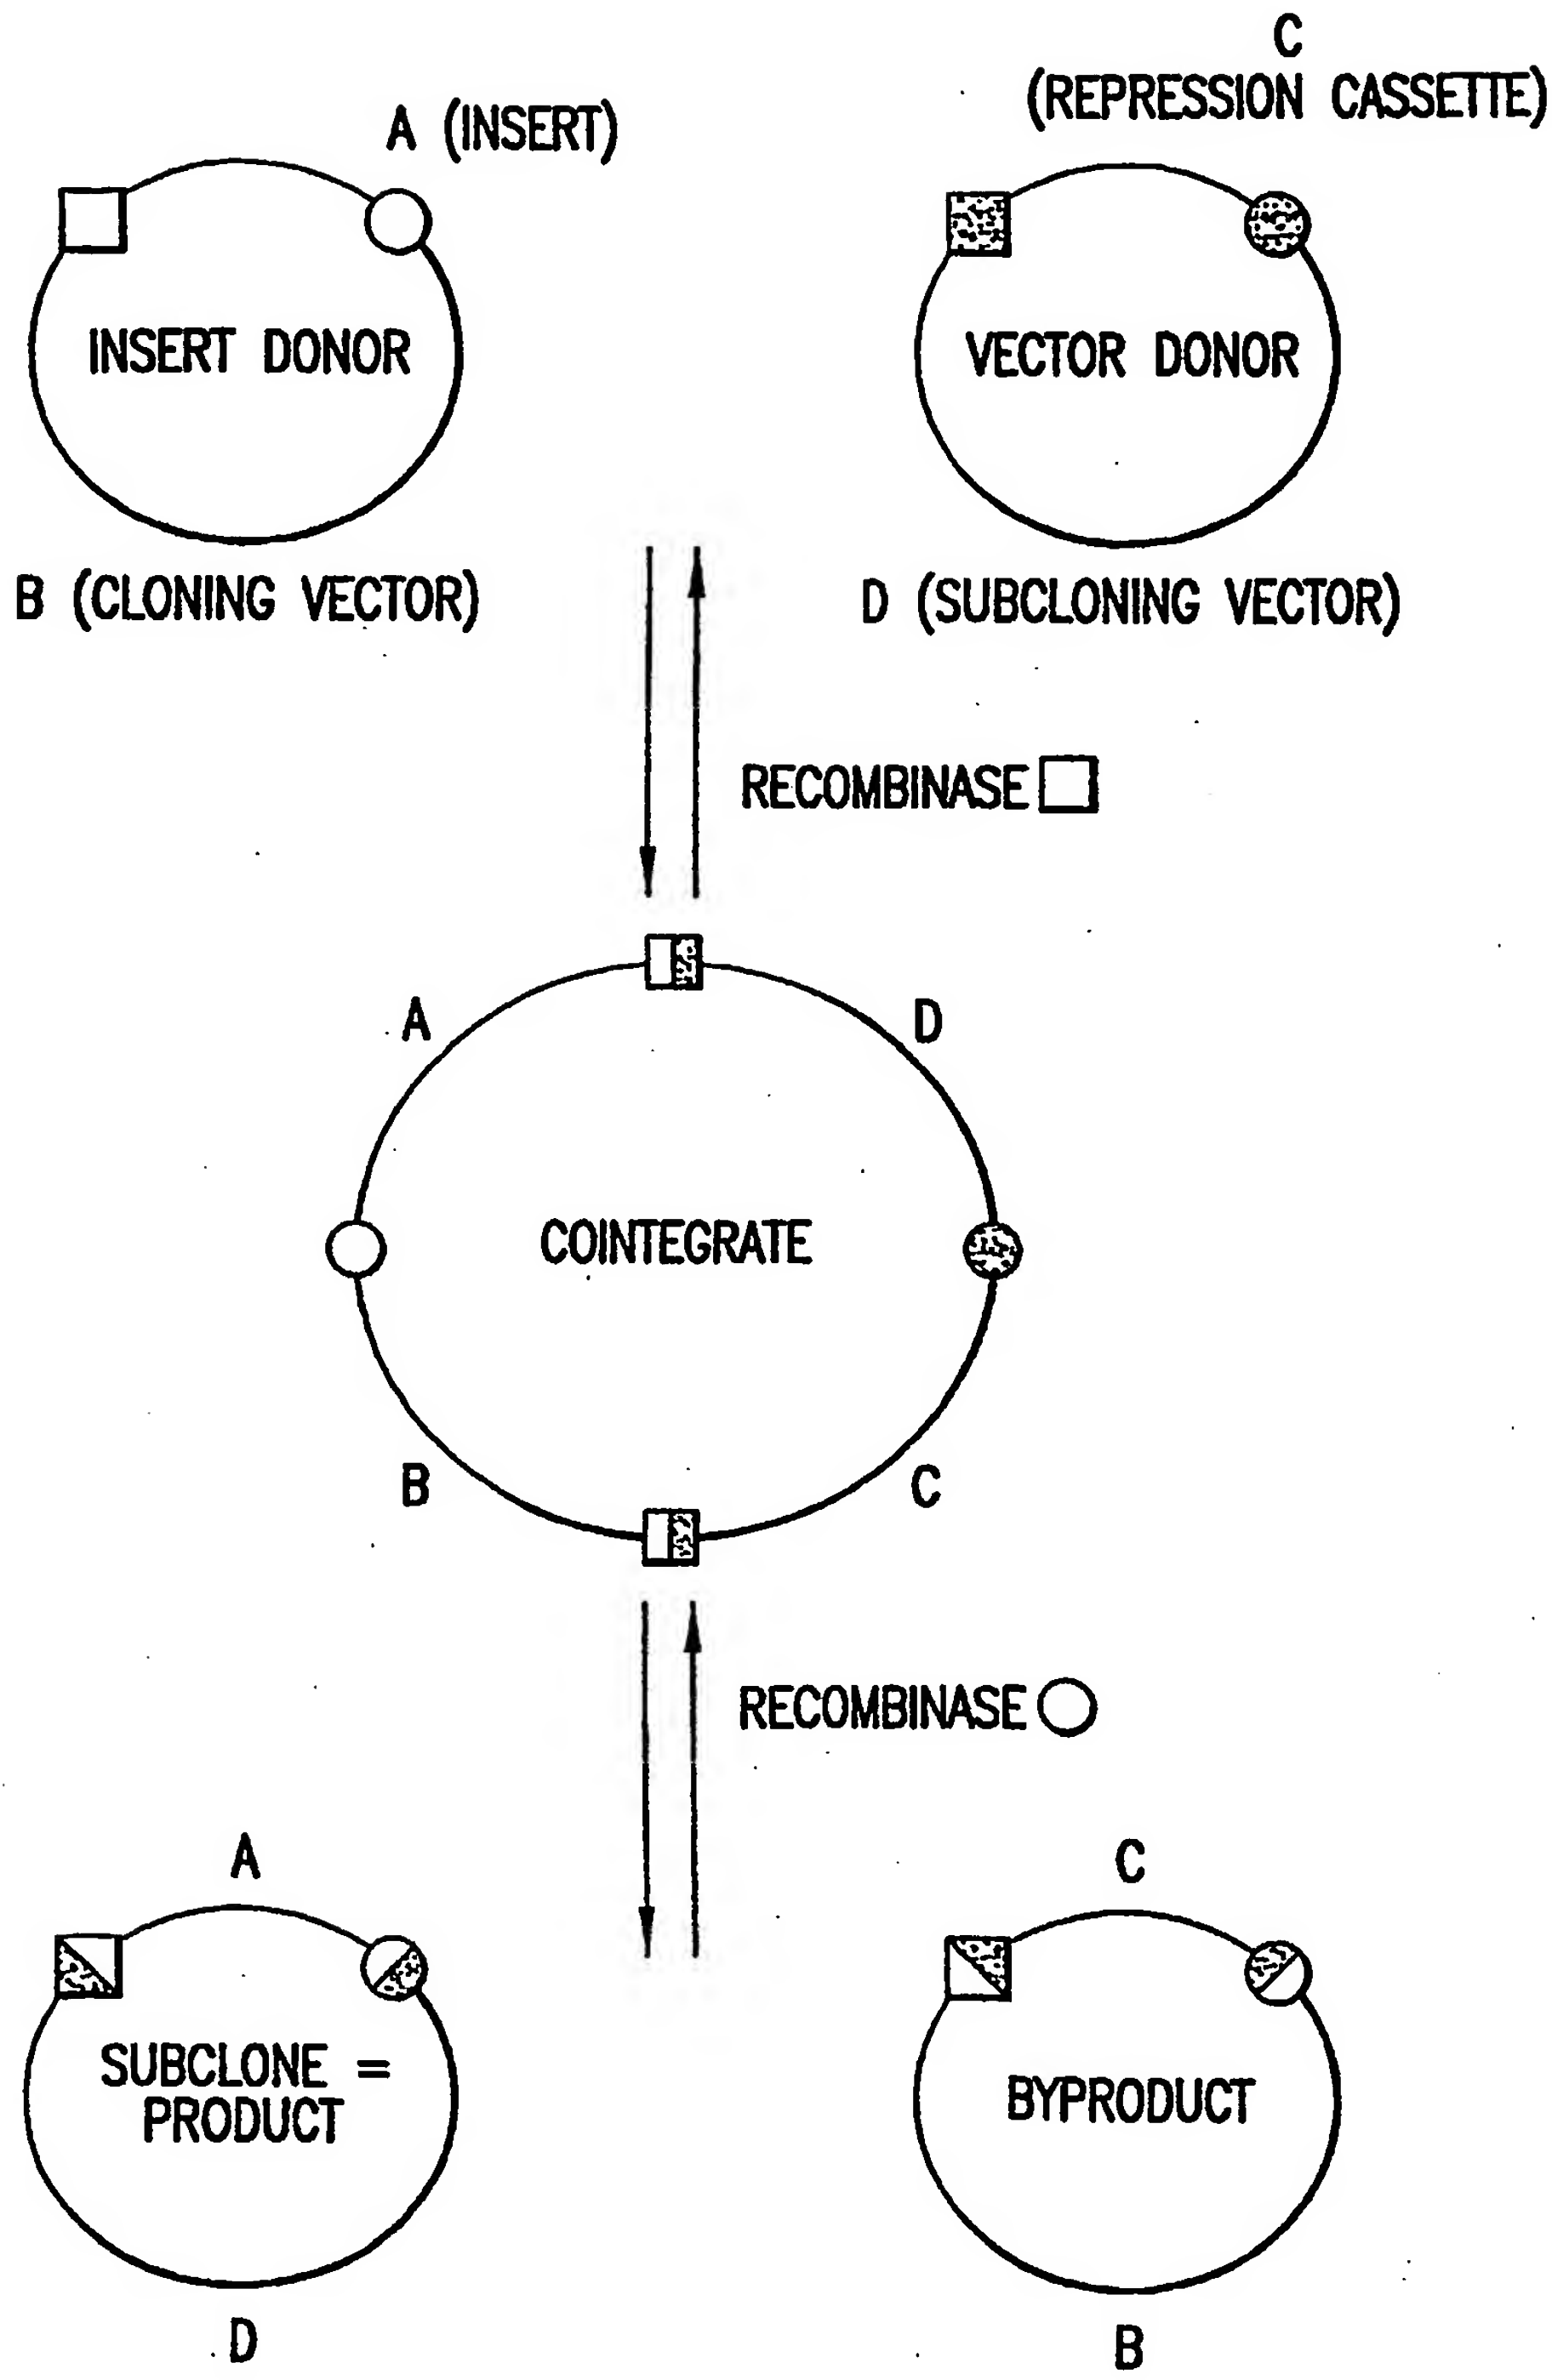 C
(REPRESSION CASSETTE)
A (INSERT)
INSERT DONOR
VECTOR DONOR
B (CLONING VECTOR)
D (SUBCLONING VECTOR)
RECOMBINASE
A
D
COINTEGRATE
B
C
RECOMBINASE
A
C
SUBCLONE =
PRODUCT
BYPRODUCT
D
B